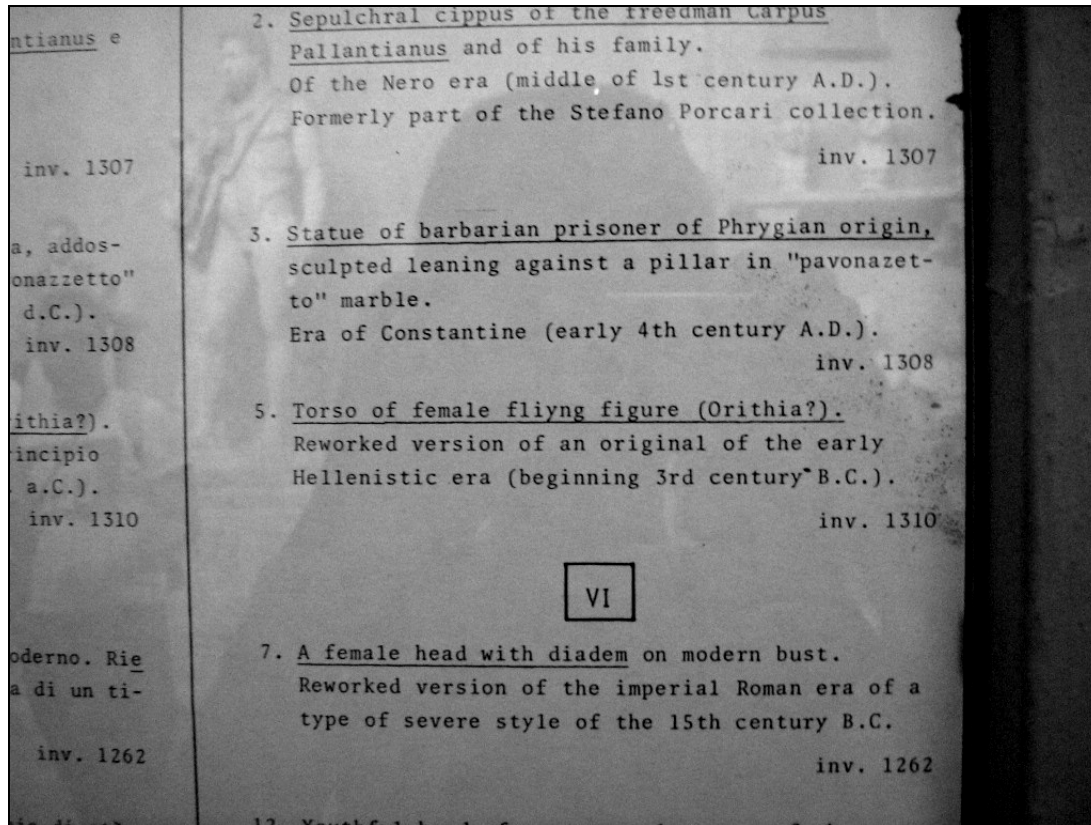 ntianus e
inv. 1307
a, addos-
onazzetto"
d.C.).
inv. 1308
ithia?).
incipio
a.C.).
inv. 1310
oderno. Rie
a di un ti-
inv. 1262
2. Sepulchral cippus of the freedman Carpus
Pallantianus and of his family.
Of the Nero era (middle of 1st century A.D.).
Formerly part of the Stefano Porcari collection.
inv. 1307
3. Statue of barbarian prisoner of Phrygian origin,
sculpted leaning against a pillar in "pavonazet-
to" marble.
Era of Constantine (early 4th century A.D.).
inv. 1308
5. Torso of female fliyng figure (Orithia?).
Reworked version of an original of the early
Hellenistic era (beginning 3rd century B.C.).
inv. 1310
VI
7. A female head with diadem on modern bust.
Reworked version of the imperial Roman era of a
type of severe style of the 15th century B.C.
inv. 1262